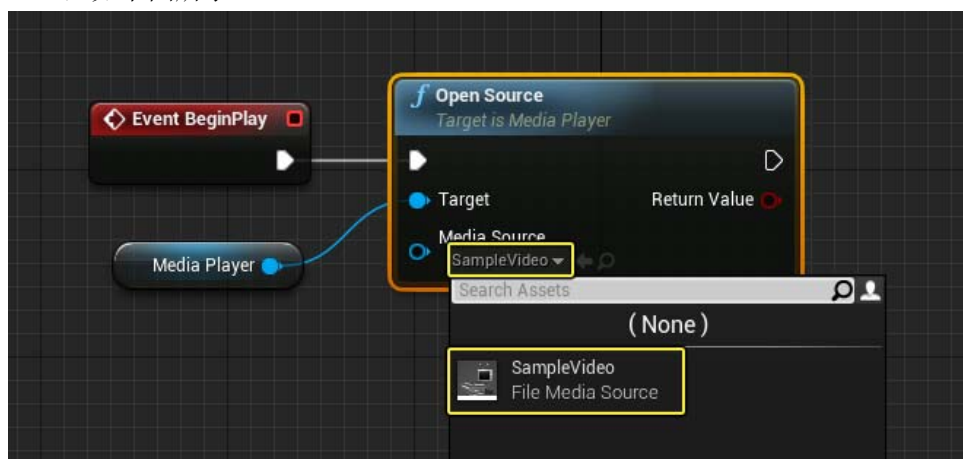 Event BeginPlay
Open Source
Target is Media Player
Target
Return Value
Media Source
SampleVideo
Media Player
Search Assets
( None )
SampleVideo
File Media Source